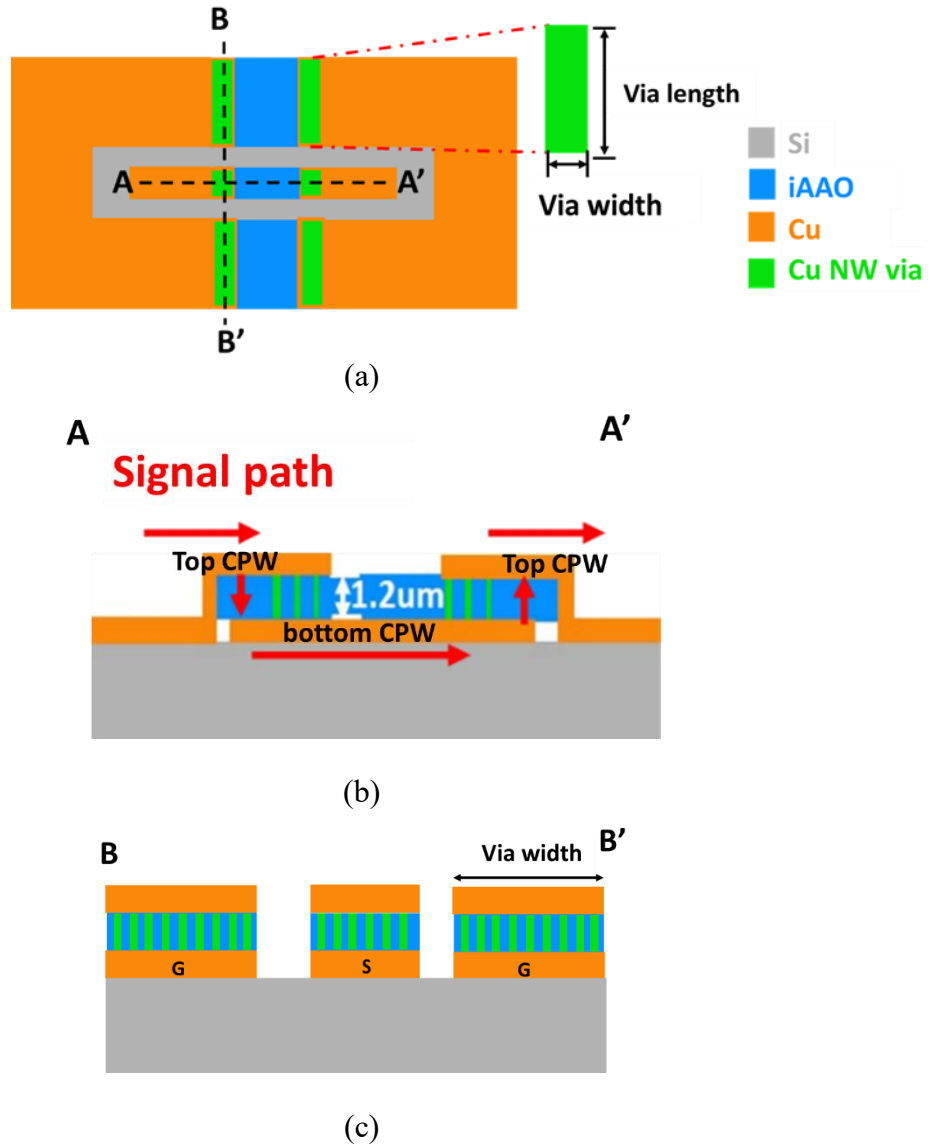 B
Via length
Via width
A
A'
B'
Si
iAAO
Cu
Cu NW via
(a)
A
A’
Signal path
Top CPW
Top CPW
1.2um
bottom CPW
(b)
B
B’
Via width
G
S
G
(c)